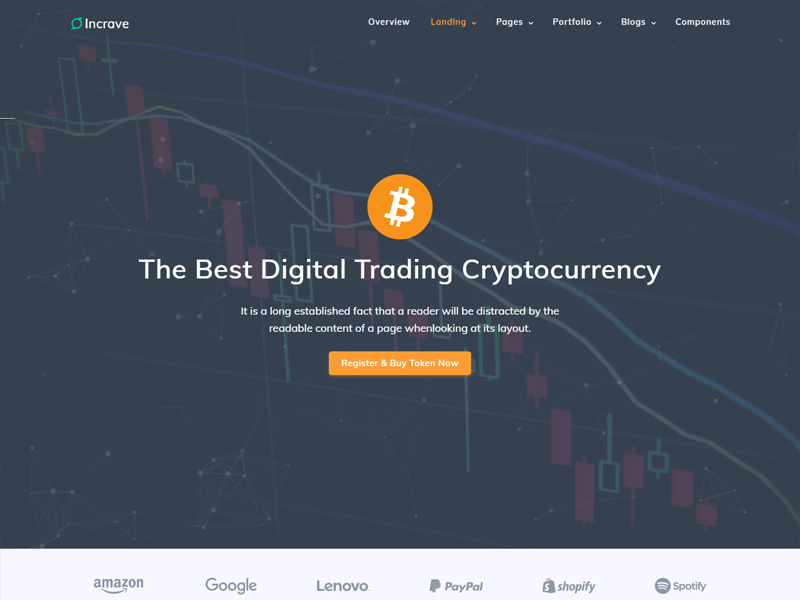 Incrave
Overview
Landing
Pages
Portfolio
Blogs
Components
The Best Digital Trading Cryptocurrency
It is a long established fact that a reader will be distracted by the
readable content of a page whenlooking at its layout.
Register & Buy Token Now
amazon
Google
Lenovo
PayPal
shopify
Spotify